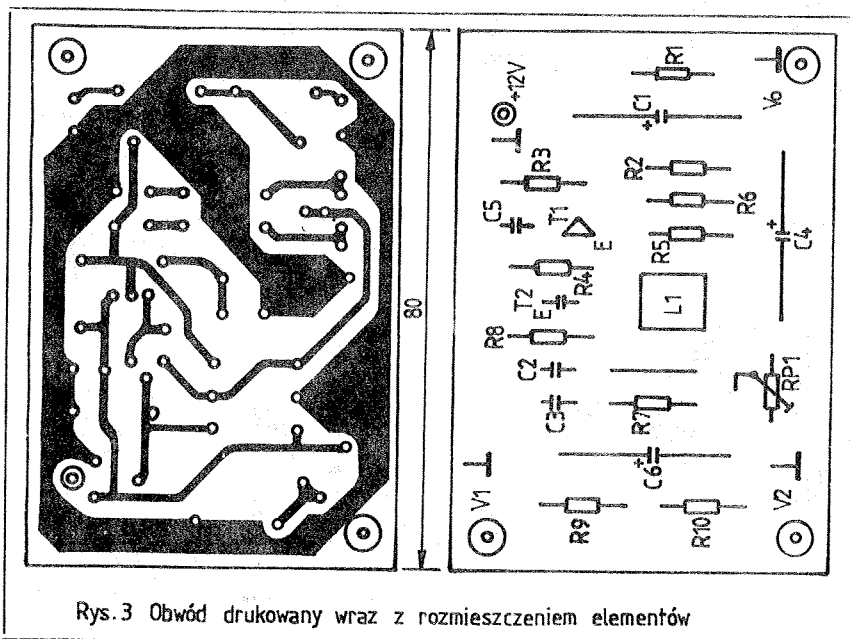 R1
+12V
C1
Vo
R3
R2
R6
C5
T1
E
R5
C4
R4
T2
E
L1
80
R8
C2
RP1
C3
R7
C6
V1
V2
R9
R10
Rys.3 Obwód drukowany wraz z rozmieszczeniem elementów